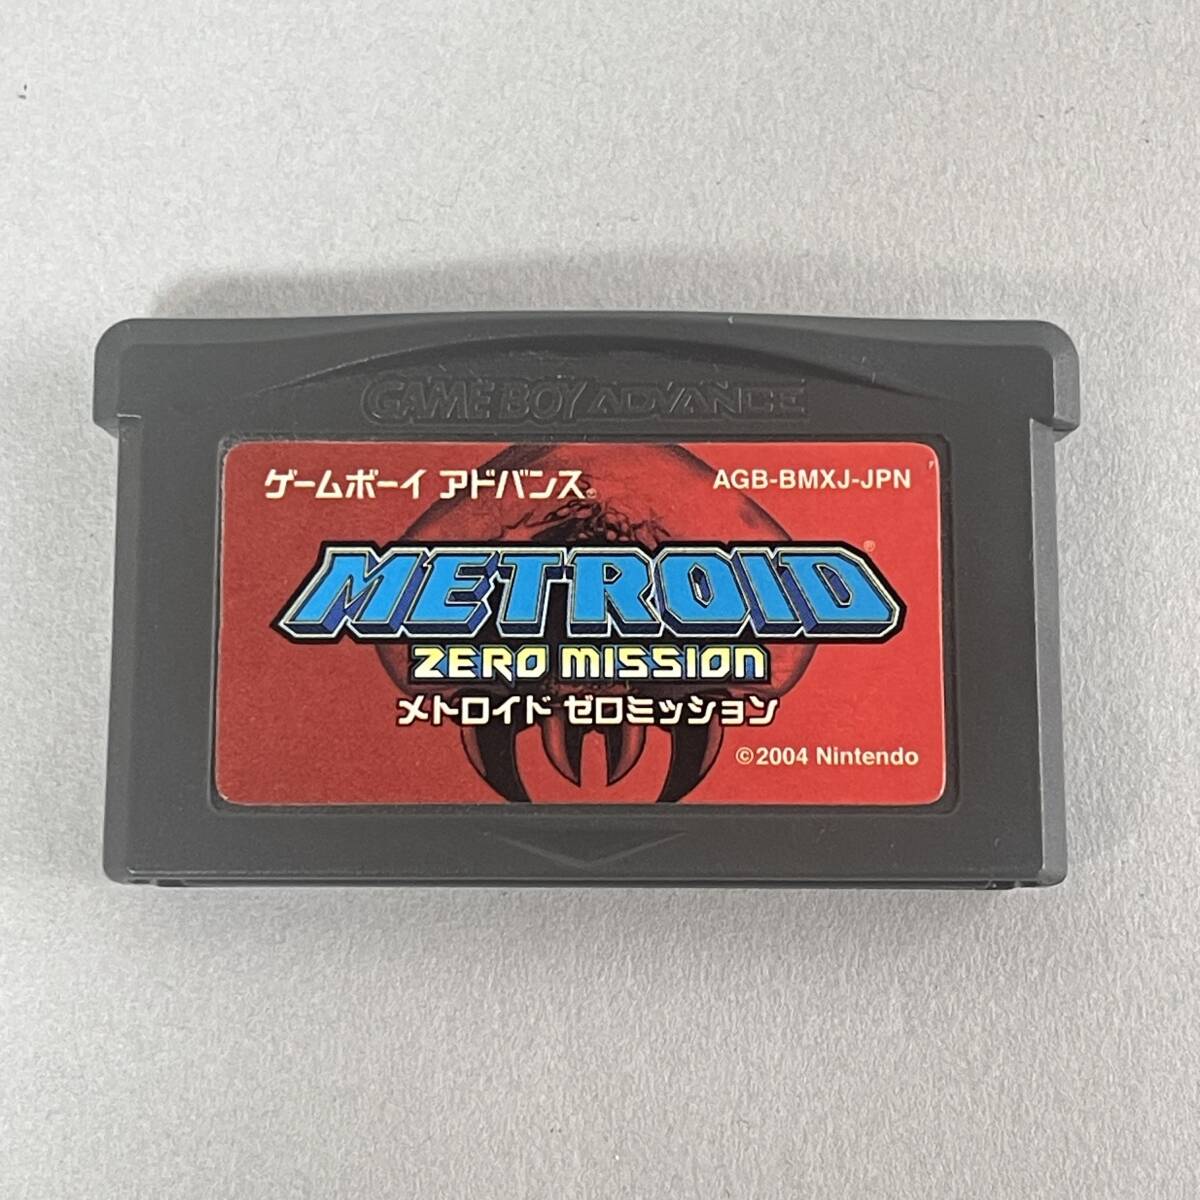 GAME BOY ADVANCE
ゲームボーイ アドバンス®
AGB-BMXJ-JPN
METROID®
ZERO MISSION
メトロイド ゼロミッション
©2004 Nintendo